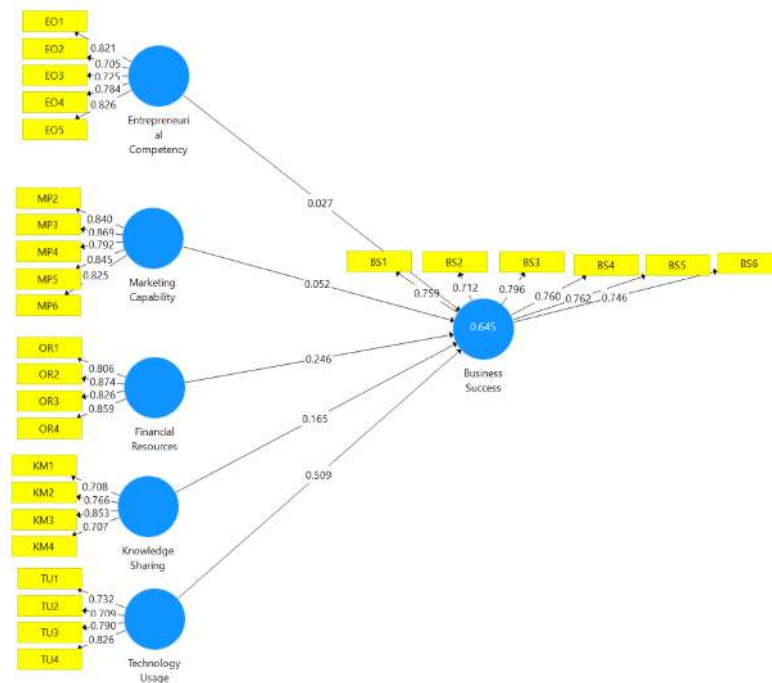 EO1
EO2
EO3
EO4
EO5
0.821
0.705
0.725
0.784
0.826
Entrepreneuri
al
Competency
0.027
MP2
MP3
MP4
MP5
MP6
0.840
0.869
0.792
0.845
0.825
Marketing
Capability
0.052
BS1
BS2
BS3
BS4
BS5
BS6
0.759
0.712
0.796
0.760
0.762
0.746
0.645
Business
Success
OR1
OR2
OR3
OR4
0.806
0.874
0.826
0.859
Financial
Resources
0.246
KM1
KM2
KM3
KM4
0.708
0.766
0.853
0.707
Knowledge
Sharing
0.165
TU1
TU2
TU3
TU4
0.732
0.709
0.790
0.826
Technology
Usage
0.509